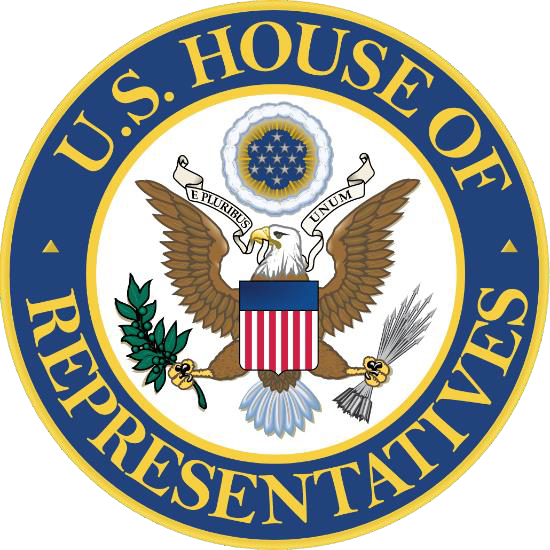 U.S. HOUSE OF
REPRESENTATIVES
E PLURIBUS
UNUM